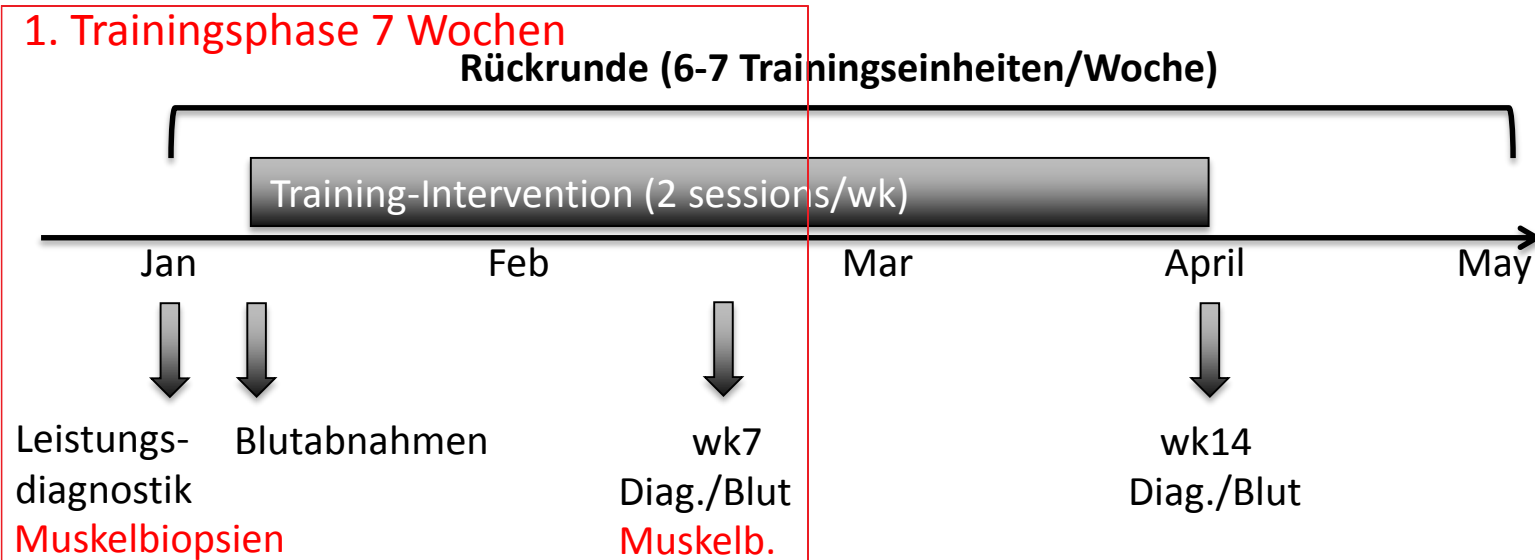 1. Trainingsphase 7 Wochen
Rückrunde (6-7 Trainingseinheiten/Woche)
Training-Intervention (2 sessions/wk)
Jan Feb Mar April May
Leistungs-
diagnostik
Muskelbiopsien
Blutabnahmen
wk7
Diag./Blut
Muskelb.
wk14
Diag./Blut